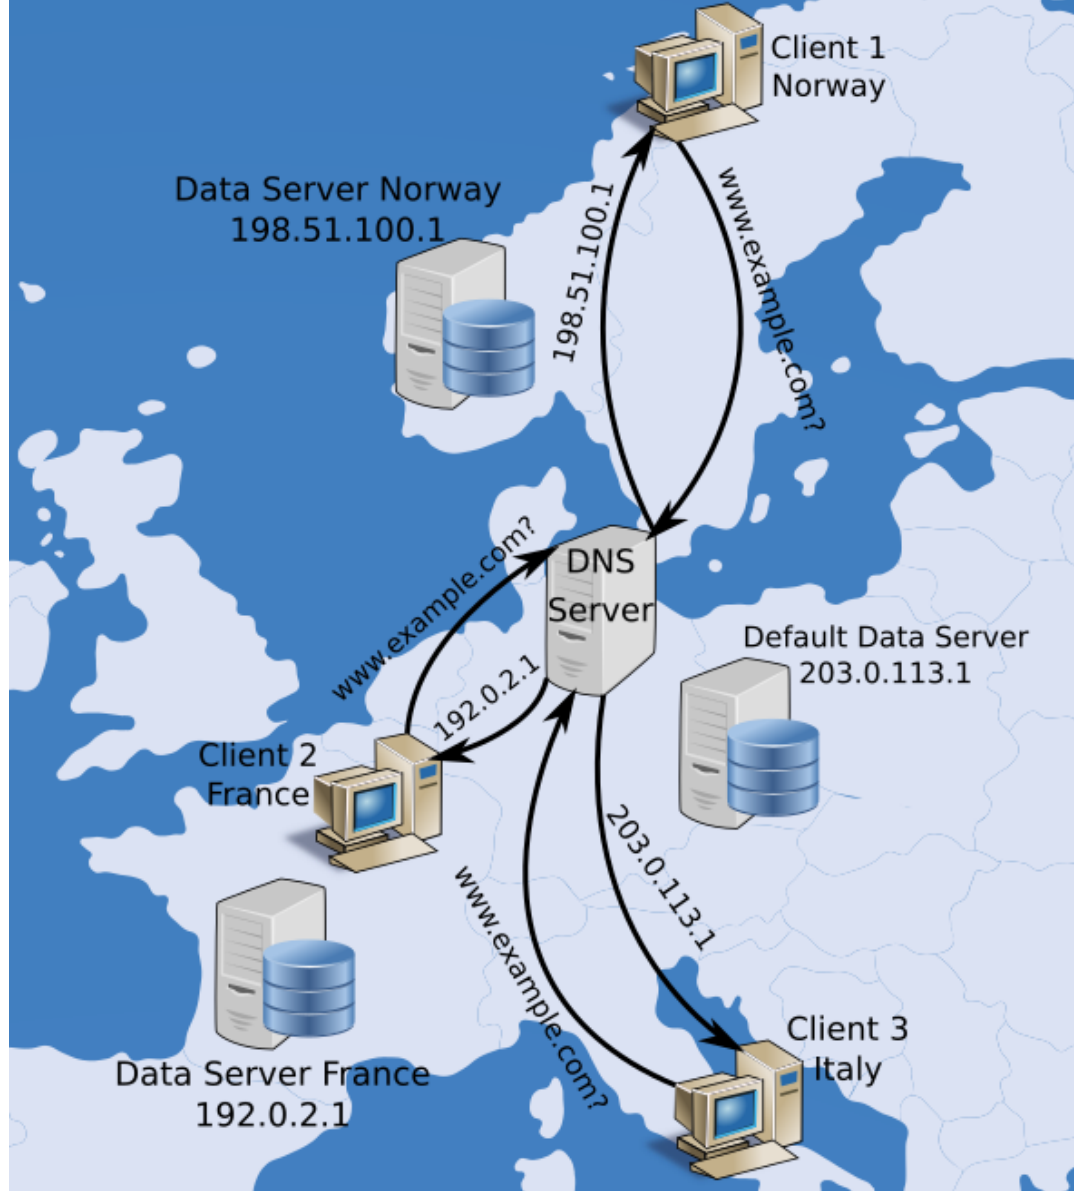 Client 1
Norway
Data Server Norway
198.51.100.1
198.51.100.1
www.example.com?
DNS
Server
www.example.com?
192.0.2.1
Default Data Server
203.0.113.1
Client 2
France
203.0.113.1
www.example.com?
Data Server France
192.0.2.1
Client 3
Italy